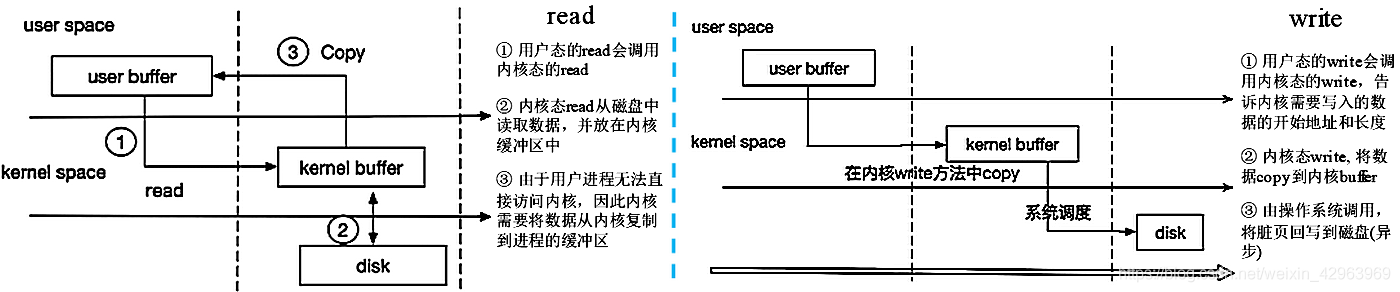 read
user space
③ Copy
user buffer
①
kernel space
read
kernel buffer
②
disk
① 用户态的read会调用
内核态的read
② 内核态read从磁盘中
读取数据，并放在内核
缓冲区中
③ 由于用户进程无法直
接访问内核，因此内核
需要将数据从内核复制
到进程的缓冲区
write
user space
user buffer
kernel space
kernel buffer
在内核write方法中copy
系统调度
disk
① 用户态的write会调
用内核态的write，告
诉内核需要写入的数
据的开始地址和长度
② 内核态write, 将数
据copy到内核buffer
③ 由操作系统调用，
将脏页回写到磁盘(异
步)
https://blog.csdn.net/weixin_42963969